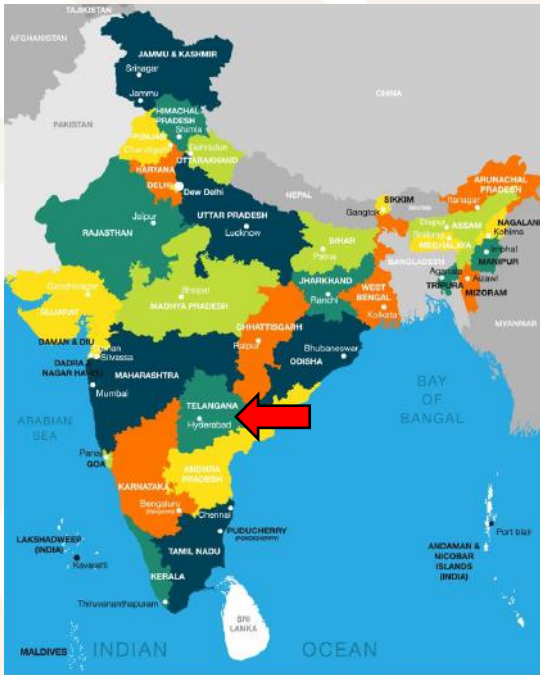 TAJIKISTAN
AFGHANISTAN
JAMMU & KASHMIR
Srinagar
Jammu
CHINA
HIMACHAL
PRADESH
Shimla
PAKISTAN
PUNJAB
Chandigarh
Dehradun
UTTARAKHAND
HARYANA
DELHI
Dew Delhi
NEPAL
SIKKIM
Gangtok
ARUNACHAL
PRADESH
Itanagar
RAJASTHAN
Jaipur
UTTAR PRADESH
Lucknow
BIHAR
Patna
Dispur
ASSAM
NAGALAND
Kohima
Shillong
MEGHALAYA
Imphal
MANIPUR
BANGLADESH
Agartala
TRIPURA
Aizawl
MIZORAM
Gandhinagar
GUJARAT
Bhopal
MADHYA PRADESH
JHARKHAND
Ranchi
WEST
BENGAL
Kolkata
MYANMAR
CHHATTISGARH
Raipur
DAMAN & DIU
Daman
Silvassa
DADRA &
NAGAR HAVELI
Mumbai
MAHARASHTRA
Bhubaneswar
ODISHA
TELANGANA
Hyderabad
BAY
OF
BANGAL
ARABIAN
SEA
Panaji
GOA
KARNATAKA
Bengaluru
ANDHRA
PRADESH
Chennai
PUDUCHERRY
TAMIL NADU
LAKSHADWEEP
(INDIA)
Kavaratti
KERALA
Thiruvananthapuram
Port blair
ANDAMAN &
NICOBAR
ISLANDS
(INDIA)
SRI
LANKA
MALDIVES
INDIAN OCEAN